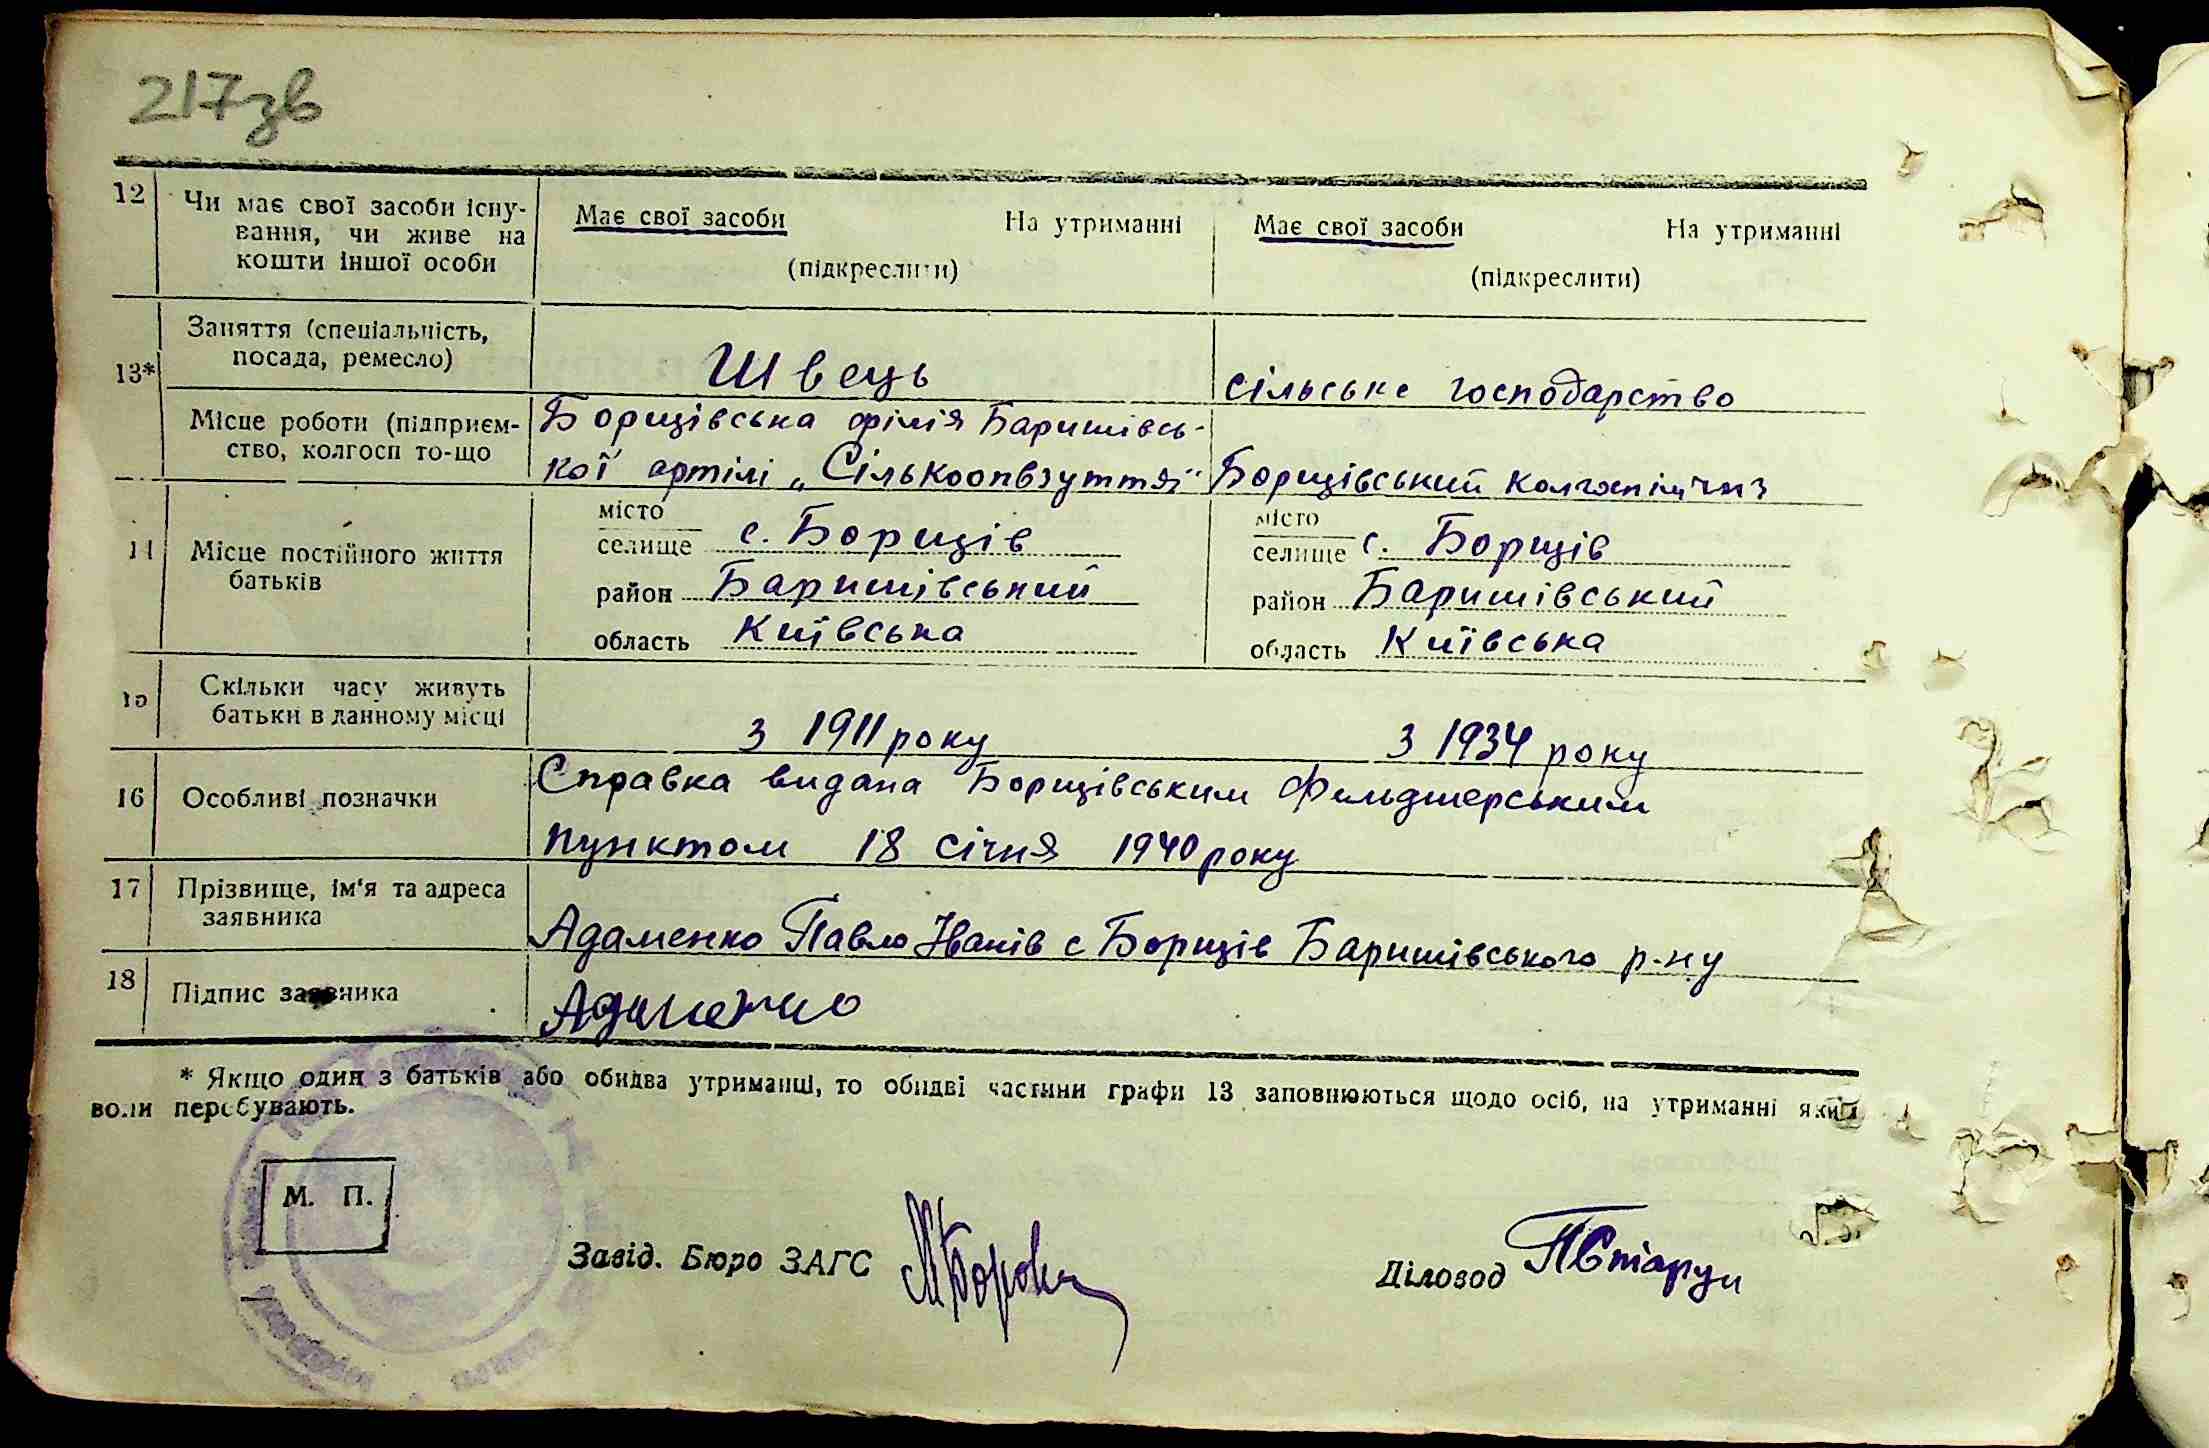 217зв
12 Чи має свої засоби існу-
вання, чи живе на
кошти іншої особи
Має свої засоби На утриманні
(підкреслити)
Має свої засоби На утриманні
(підкреслити)
13* Заняття (спеціальність,
посада, ремесло)
Швець
сільське господарство
Місце роботи (підприєм-
ство, колгосп то-що
Борщівська філія Баришівсь-
кої артілі „Сількоопвзуття"
Борщівський
14 Місце постійного життя
батьків
місто
селище с. Борщів
район Баришівський
область Київська
місто
селище с. Борщів
район Баришівський
область Київська
15 Скільки часу живуть
батьки в данному місці
з 1911 року
з 1934 року
16 Особливі позначки
Справка видана Борщівським Фельдшерським
пунктом 18 січня 1940 року
17 Прізвище, ім'я та адреса
заявника
Адаменко Павло Іванів с Борщів Баришівського р-ну
18 Підпис заявника
Адаменко
* Якщо один з батьків або обидва утриманці, то обидві частини графи 13 заповнюються щодо осіб, на утриманні яких
вони перебувають.
М. П.
Завід. Бюро ЗАГС
Діловод